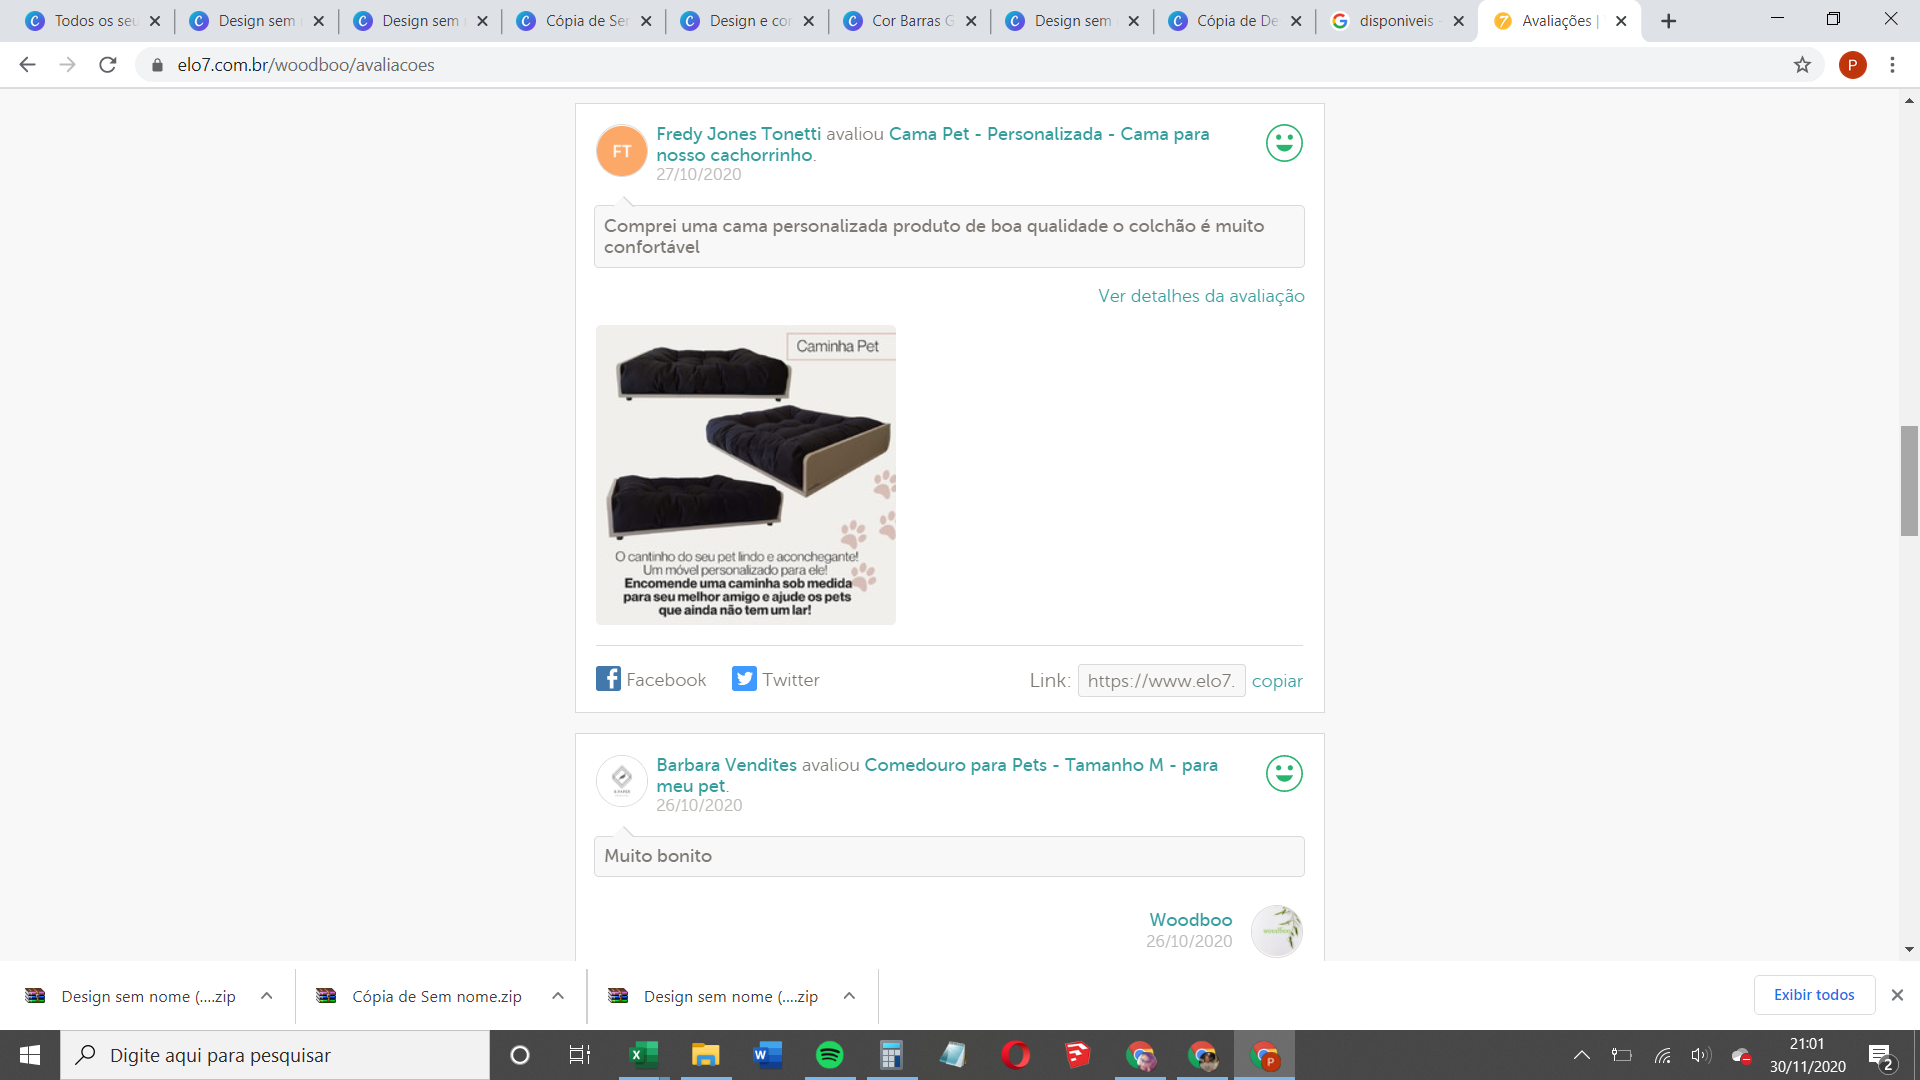 Todos os seu
Design sem
Design sem
Cópia de Ser
Design e cor
Cor Barras G
Design sem
Cópia de De
disponiveis -
Avaliações |
elo7.com.br/woodboo/avaliacoes
P
FT
Fredy Jones Tonetti avaliou Cama Pet - Personalizada - Cama para
nosso cachorrinho.
27/10/2020
Comprei uma cama personalizada produto de boa qualidade o colchão é muito
confortável
Ver detalhes da avaliação
Caminha Pet
O cantinho do seu pet lindo e aconchegante!
Um móvel personalizado para ele!
Encomende uma caminha sob medida
para seu melhor amigo e ajude os pets
que ainda não tem um lar!
Facebook
Twitter
Link:
https://www.elo7.
copiar
Barbara Vendites avaliou Comedouro para Pets - Tamanho M - para
meu pet.
26/10/2020
Muito bonito
Woodboo
26/10/2020
woodboo
Design sem nome (....zip
Cópia de Sem nome.zip
Design sem nome (....zip
Exibir todos
Digite aqui para pesquisar
21:01
30/11/2020
2